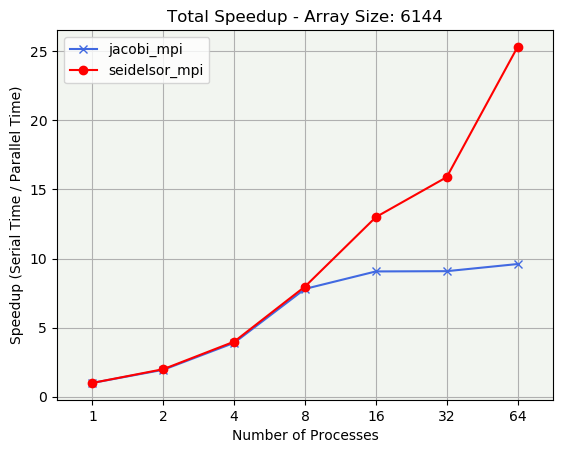 Total Speedup - Array Size: 6144
jacobi_mpi
seidelsor_mpi
Speedup (Serial Time / Parallel Time)
25
20
15
10
5
0
1 2 4 8 16 32 64
Number of Processes